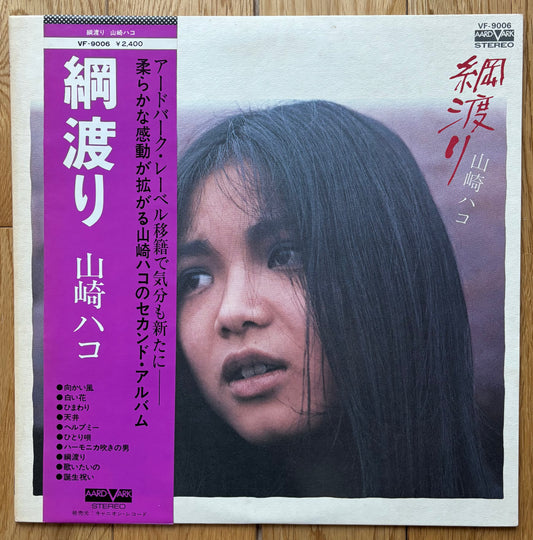 綱渡り 山崎ハコ
VF-9006 ¥2,400
綱渡り
山崎ハコ
アードバーク・レーベル移籍で気分も新たに——
柔らかな感動が拡がる山崎ハコのセカンド・アルバム
●向かい風
●白い花
●ひまわり
●天井
●ヘルプミー
●ひとり唄
●ハーモニカ吹きの男
●綱渡り
●歌いたいの
●誕生祝い
AARD VARK
STEREO
発売元:キャニオン・レコード
VF-9006
AARD VARK
STEREO
綱渡り
山崎ハコ